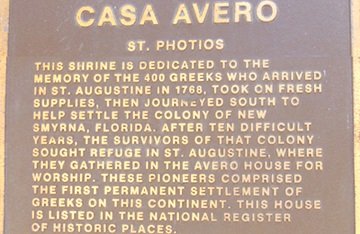 CASA AVERO
ST. PHOTIOS
THIS SHRINE IS DEDICATED TO THE
MEMORY OF THE 400 GREEKS WHO ARRIVED
IN ST. AUGUSTINE IN 1768, TOOK ON FRESH
SUPPLIES, THEN JOURNEYED SOUTH TO
HELP SETTLE THE COLONY OF NEW
SMYRNA, FLORIDA. AFTER TEN DIFFICULT
YEARS, THE SURVIVORS OF THAT COLONY
SOUGHT REFUGE IN ST. AUGUSTINE, WHERE
THEY GATHERED IN THE AVERO HOUSE FOR
WORSHIP. THESE PIONEERS COMPRISED
THE FIRST PERMANENT SETTLEMENT OF
GREEKS ON THIS CONTINENT. THIS HOUSE
IS LISTED IN THE NATIONAL REGISTER
OF HISTORIC PLACES.